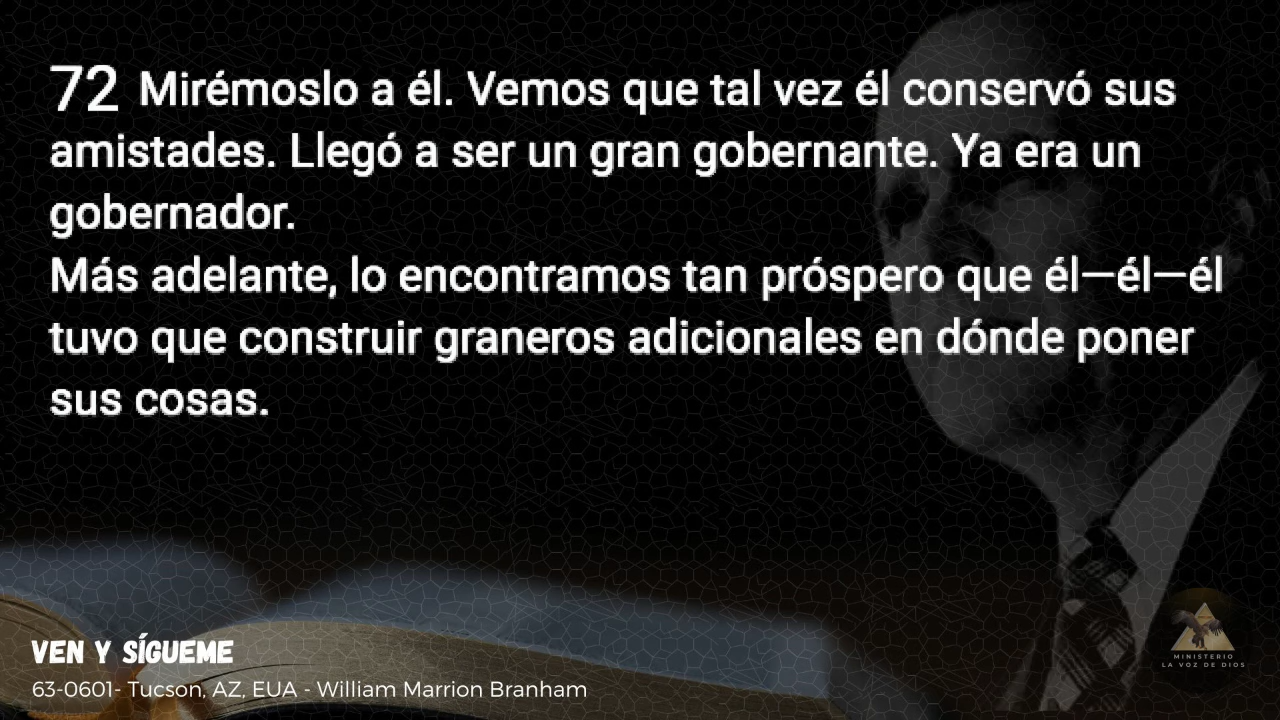 72 Mirémoslo a él. Vemos que tal vez él conservó sus
amistades. Llegó a ser un gran gobernante. Ya era un
gobernador.
Más adelante, lo encontramos tan próspero que él—él—él
tuvo que construir graneros adicionales en dónde poner
sus cosas.
VEN Y SÍGUEME
63-0601- Tucson, AZ, EUA - William Marrion Branham
MINISTERIO
LA VOZ DE DIOS